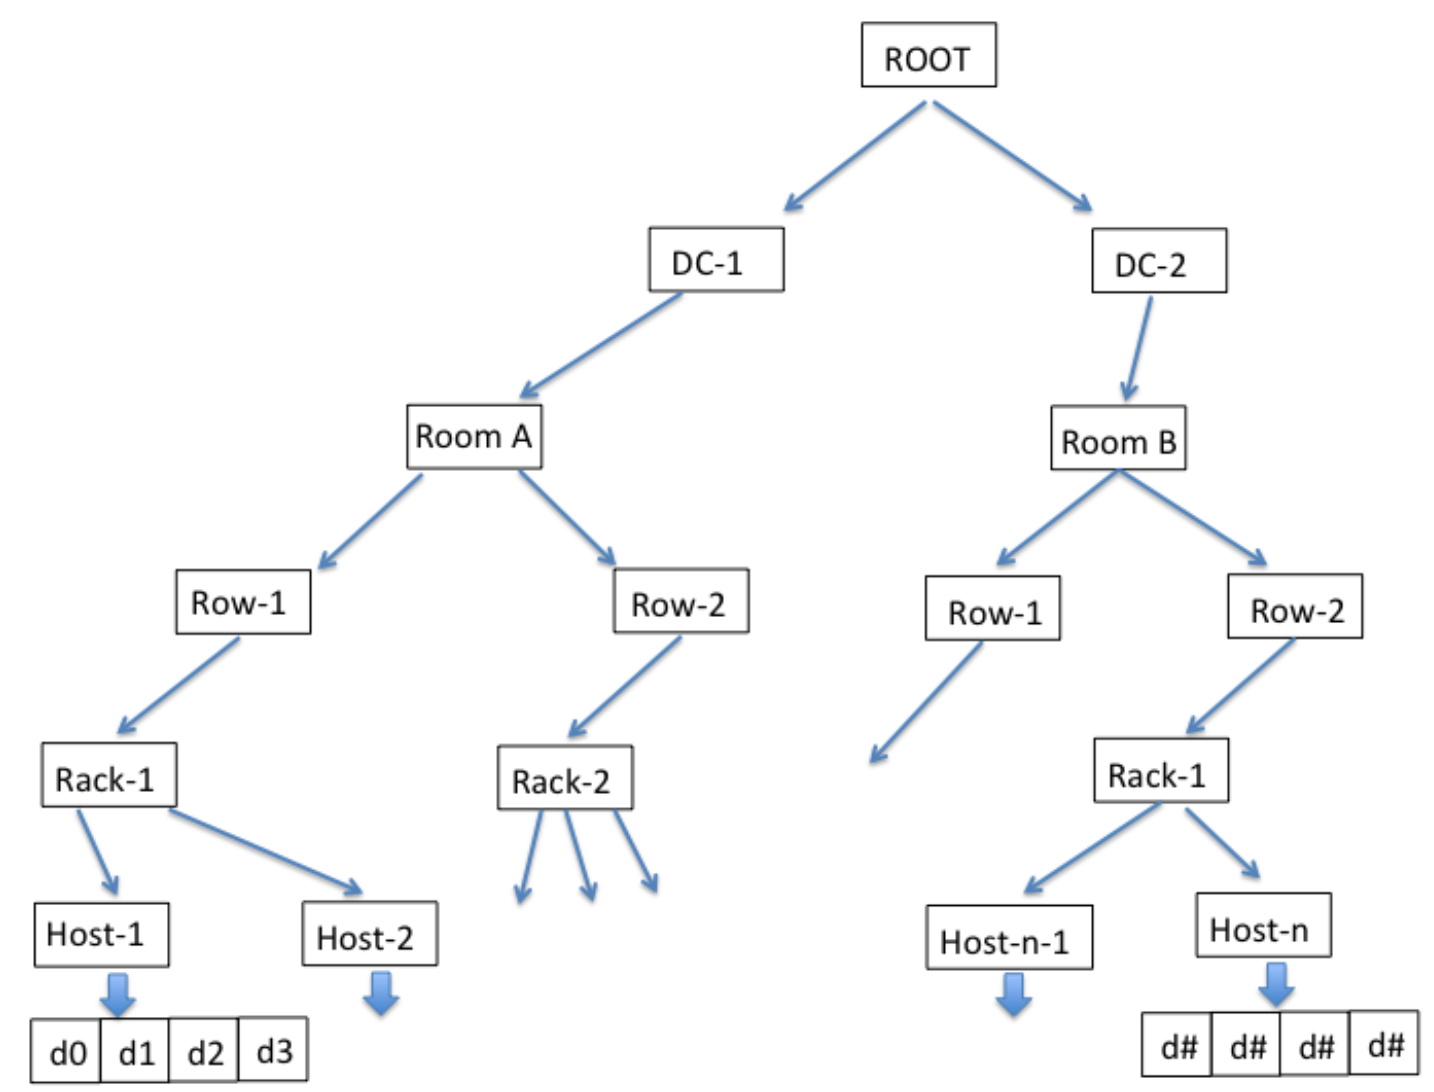 ROOT
DC-1
DC-2
Room A
Room B
Row-1
Row-2
Row-1
Row-2
Rack-1
Rack-2
Rack-1
Host-1
Host-2
Host-n-1
Host-n
d0 d1 d2 d3
d# d# d# d#